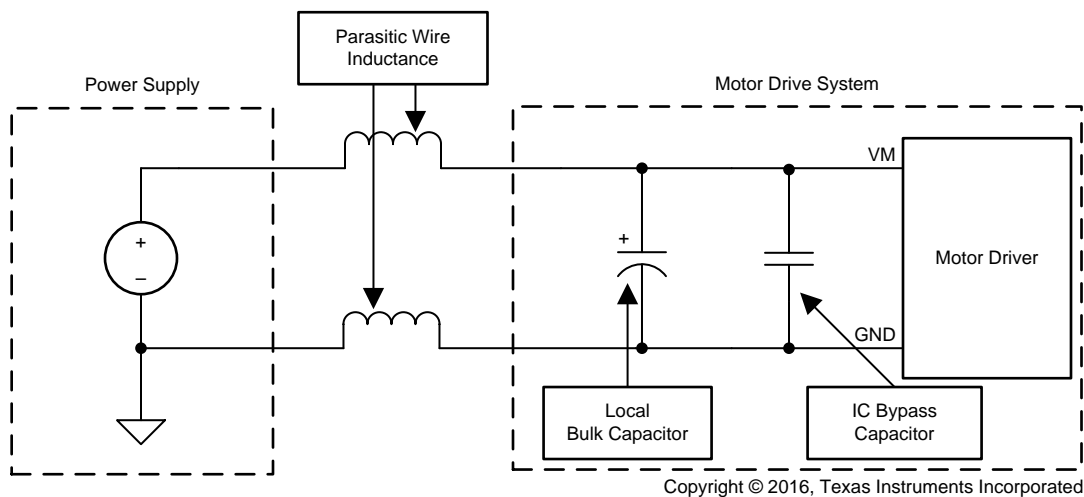 Parasitic Wire
Inductance
Power Supply
Motor Drive System
VM
+
–
+
Motor Driver
GND
Local
Bulk Capacitor
IC Bypass
Capacitor
Copyright © 2016, Texas Instruments Incorporated